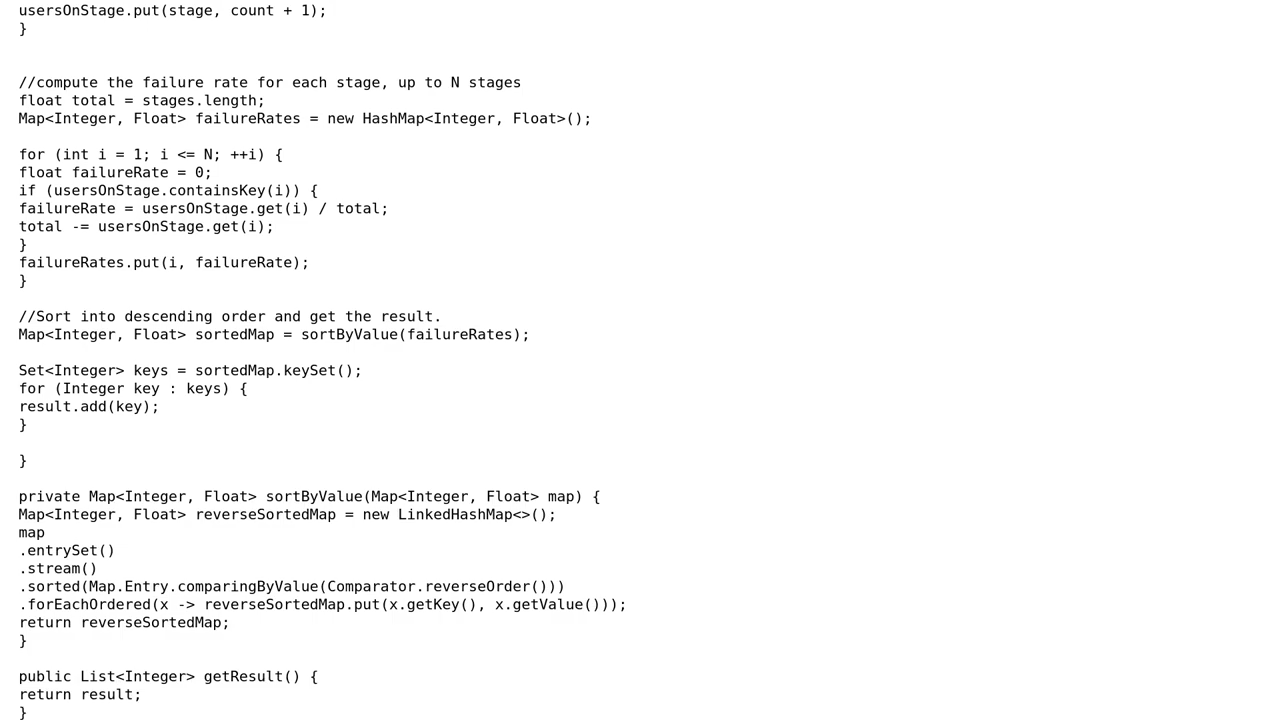 usersOnStage.put(stage, count + 1);
}
//compute the failure rate for each stage, up to N stages
float total = stages.length;
Map<Integer, Float> failureRates = new HashMap<Integer, Float>();
for (int i = 1; i <= N; ++i) {
float failureRate = 0;
if (usersOnStage.containsKey(i)) {
failureRate = usersOnStage.get(i) / total;
total -= usersOnStage.get(i);
}
failureRates.put(i, failureRate);
}
//Sort into descending order and get the result.
Map<Integer, Float> sortedMap = sortByValue(failureRates);
Set<Integer> keys = sortedMap.keySet();
for (Integer key : keys) {
result.add(key);
}
}
private Map<Integer, Float> sortByValue(Map<Integer, Float> map) {
Map<Integer, Float> reverseSortedMap = new LinkedHashMap<>();
map
.entrySet()
.stream()
.sorted(Map.Entry.comparingByValue(Comparator.reverseOrder()))
.forEachOrdered(x -> reverseSortedMap.put(x.getKey(), x.getValue()));
return reverseSortedMap;
}
public List<Integer> getResult() {
return result;
}